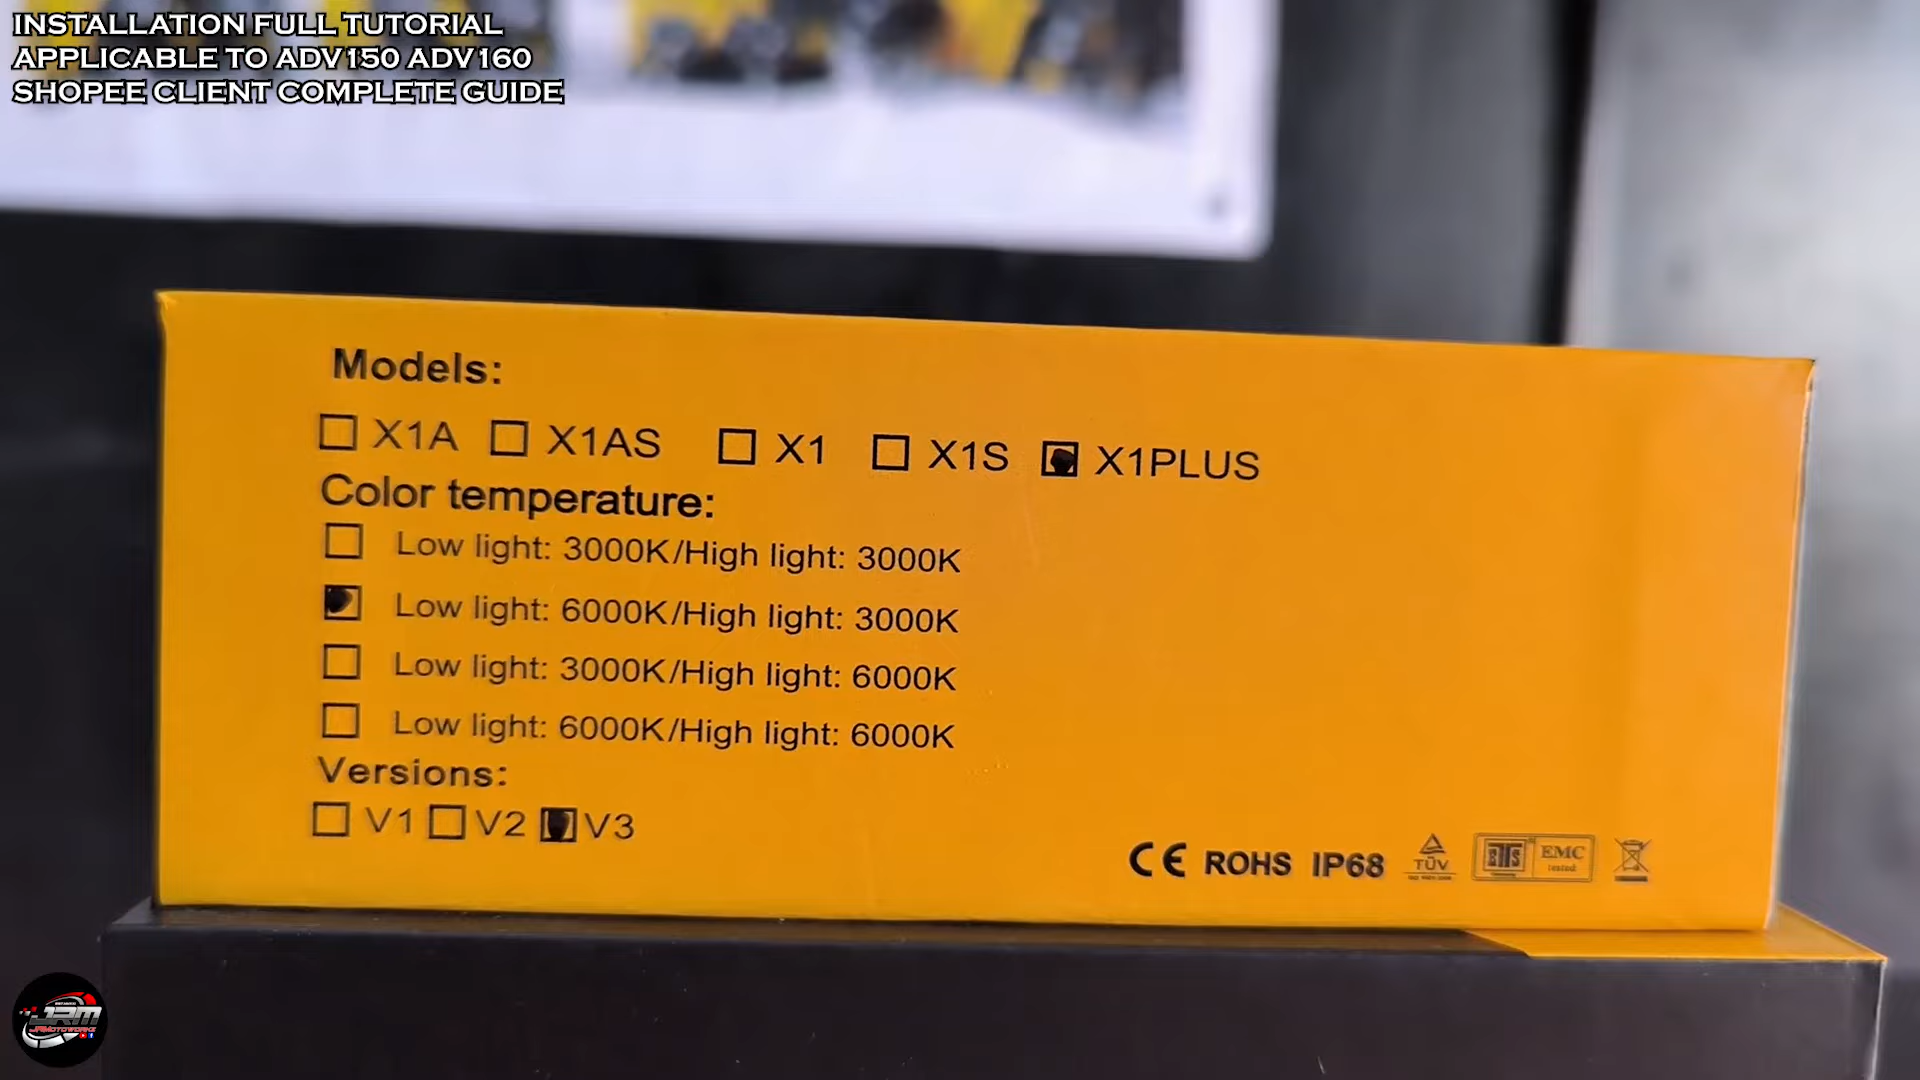 INSTALLATION FULL TUTORIAL
APPLICABLE TO ADV150 ADV160
SHOPEE CLIENT COMPLETE GUIDE
Models:
X1A X1AS X1 X1S X1PLUS
Color temperature:
Low light: 3000K/High light: 3000K
Low light: 6000K/High light: 3000K
Low light: 3000K/High light: 6000K
Low light: 6000K/High light: 6000K
Versions:
V1 V2 V3
CE ROHS IP68 TÜV EMC
tested
JRM
JRMOTOWORKZ